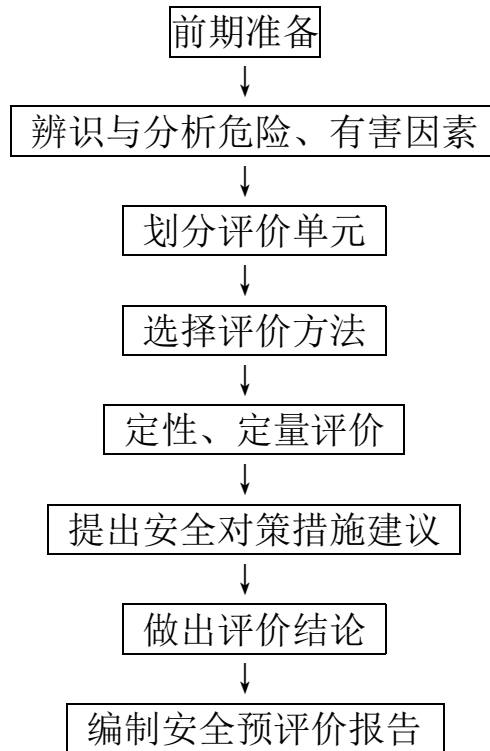 前期准备
辨识与分析危险、有害因素
划分评价单元
选择评价方法
定性、定量评价
提出安全对策措施建议
做出评价结论
编制安全预评价报告